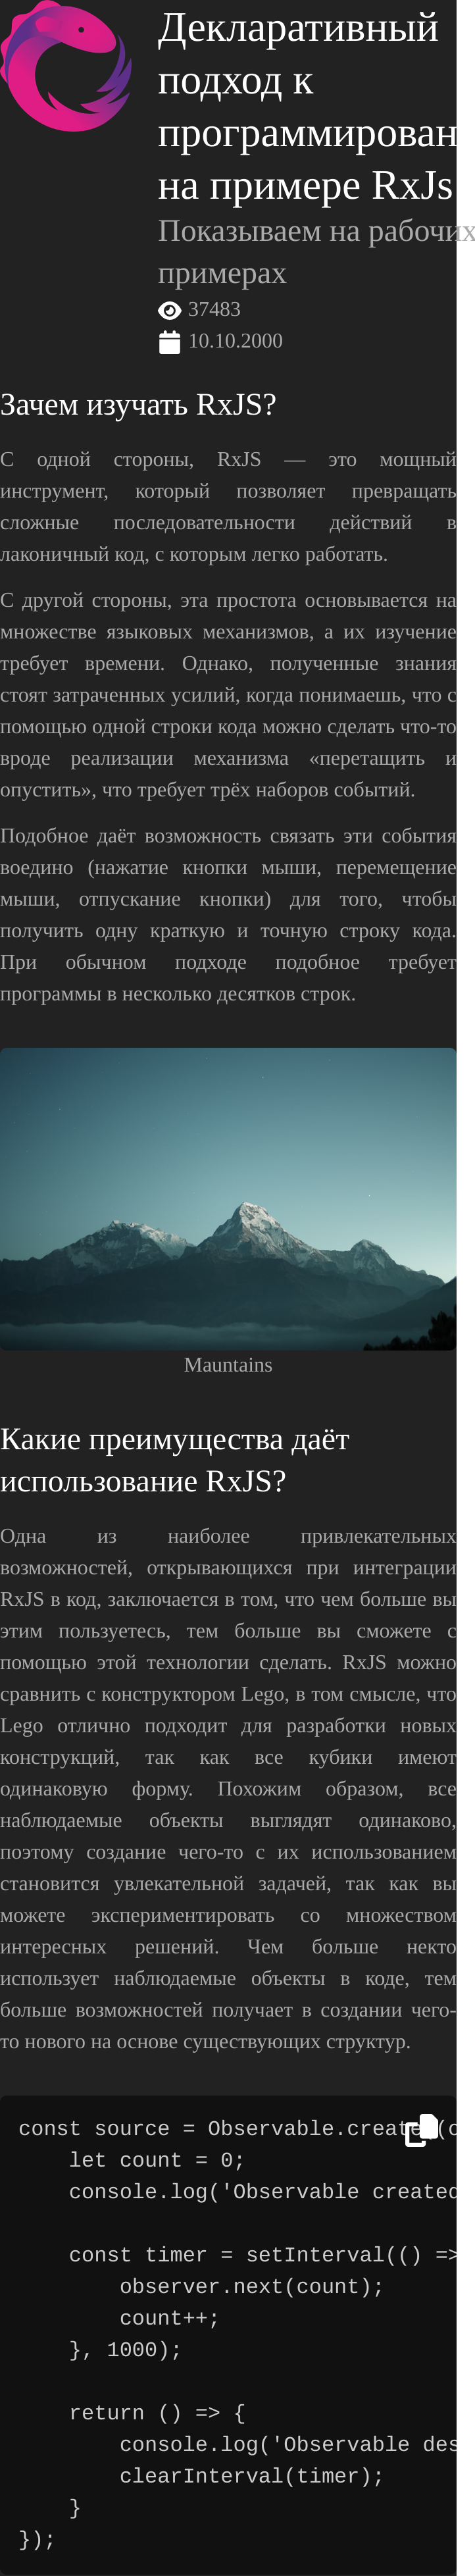 Декларативный
подход к
программирован
на примере RxJs
Показываем на рабочих
примерах
37483
10.10.2000
Зачем изучать RxJS?
С одной стороны, RxJS — это мощный
инструмент, который позволяет превращать
сложные последовательности действий в
лаконичный код, с которым легко работать.
С другой стороны, эта простота основывается на
множестве языковых механизмов, а их изучение
требует времени. Однако, полученные знания
стоят затраченных усилий, когда понимаешь, что с
помощью одной строки кода можно сделать что-то
вроде реализации механизма «перетащить и
опустить», что требует трёх наборов событий.
Подобное даёт возможность связать эти события
воедино (нажатие кнопки мыши, перемещение
мыши, отпускание кнопки) для того, чтобы
получить одну краткую и точную строку кода.
При обычном подходе подобное требует
программы в несколько десятков строк.
Mauntains
Какие преимущества даёт
использование RxJS?
Одна из наиболее привлекательных
возможностей, открывающихся при интеграции
RxJS в код, заключается в том, что чем больше вы
этим пользуетесь, тем больше вы сможете с
помощью этой технологии сделать. RxJS можно
сравнить с конструктором Lego, в том смысле, что
Lego отлично подходит для разработки новых
конструкций, так как все кубики имеют
одинаковую форму. Похожим образом, все
наблюдаемые объекты выглядят одинаково,
поэтому создание чего-то с их использованием
становится увлекательной задачей, так как вы
можете экспериментировать со множеством
интересных решений. Чем больше некто
использует наблюдаемые объекты в коде, тем
больше возможностей получает в создании чего-
то нового на основе существующих структур.
const source = Observable.create(o
let count = 0;
console.log('Observable created
const timer = setInterval(() =>
observer.next(count);
count++;
}, 1000);
return () => {
console.log('Observable des
clearInterval(timer);
}
});